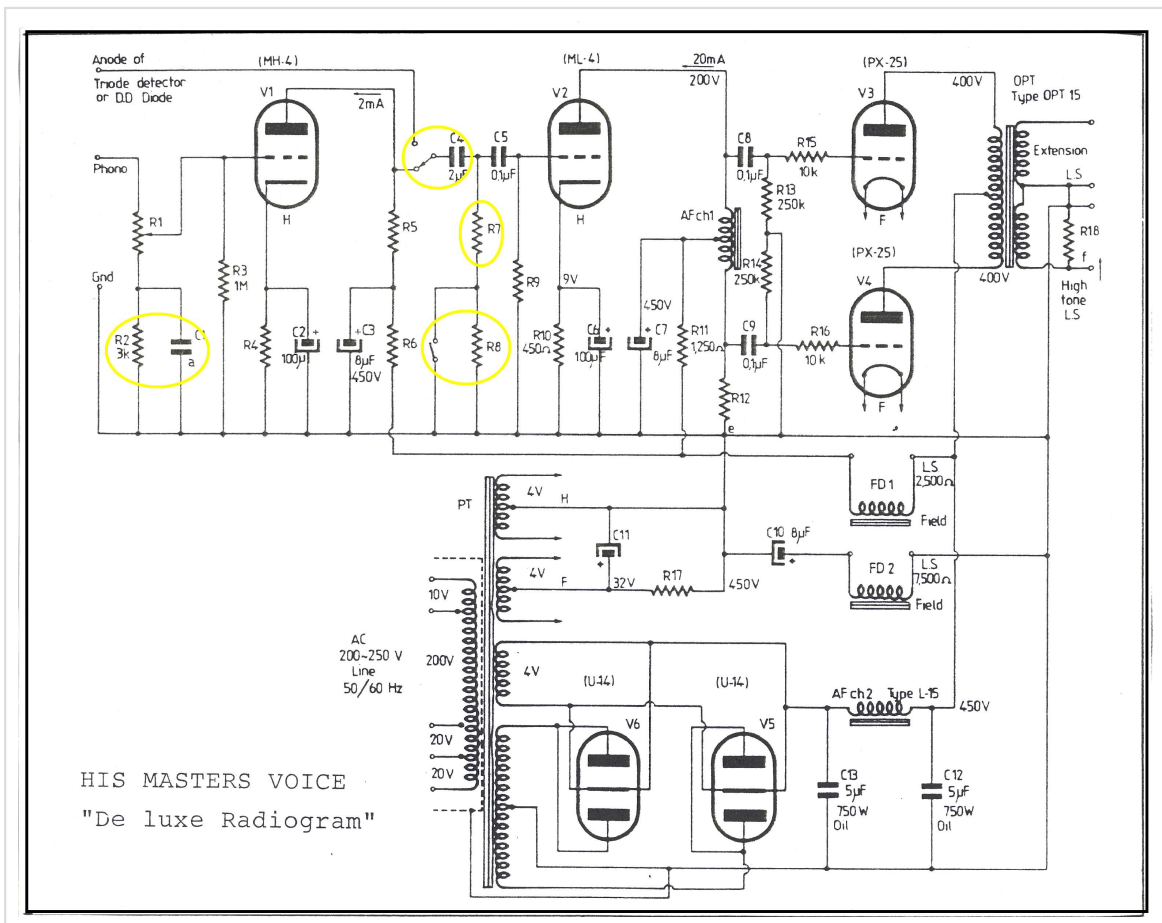 Anode of
Triode detector
or D.D Diode
(MH-4)
V1
2mA
Phono
R1
Gnd
R2
3k
C1
a
R3
1M
H
R4
C2
+
100µ
C3
+
8µF
450V
R5
R6
C4
2µF
C5
0,1µF
R7
R8
R9
(ML-4)
V2
H
9V
R10
450Ω
C6
+
100µF
450V
C7
+
8µF
R11
1,250Ω
20mA
200V
AFch1
C8
0,1µF
R13
250k
R14
250k
C9
0,1µF
R12
e
R15
10k
R16
10k
(PX-25)
V3
F
(PX-25)
V4
F
400V
400V
OPT
Type OPT 15
Extension
L.S
LS
R18
f
High
tone
LS
FD1
L.S
2,500Ω
Field
FD 2
L.S
7,500Ω
Field
C10 8µF
+
450V
PT
4V
H
C11
+
4V
F
32V
R17
10V
AC
200~250 V
Line
50/60 Hz
200V
20V
20V
4V
(U-14)
V6
(U-14)
V5
AFch2
Type L-15
450V
C13
5µF
750W
Oil
C12
5µF
750W
Oil
HIS MASTERS VOICE
"De luxe Radiogram"